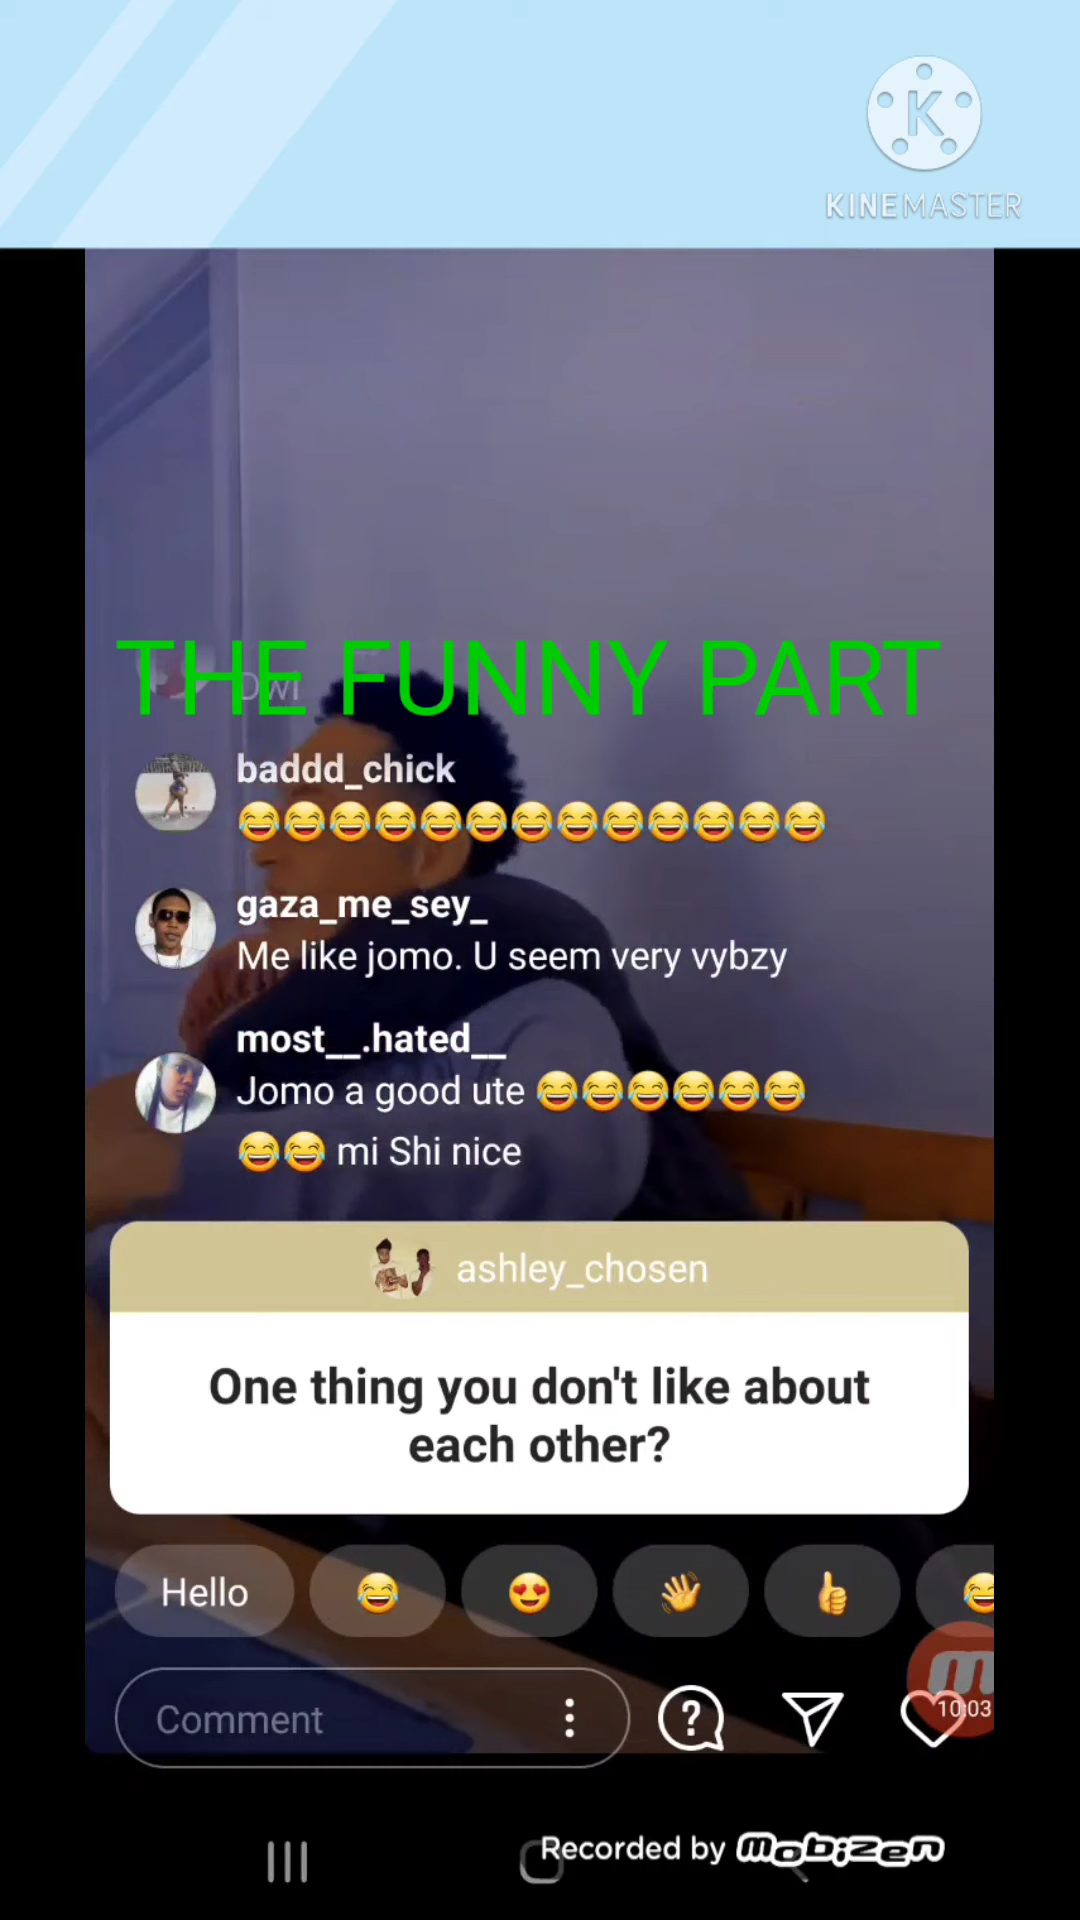 K
KINEMASTER
THE FUNNY PART
Dwi
baddd_chick
😂😂😂😂😂😂😂😂😂😂😂😂😂
gaza_me_sey_
Me like jomo. U seem very vybzy
most__.hated__
Jomo a good ute 😂😂😂😂😂😂
😂😂 mi Shi nice
ashley_chosen
One thing you don't like about
each other?
Hello 😂 😍 👋 👍 😂
Comment
10:03
Recorded by mobizen